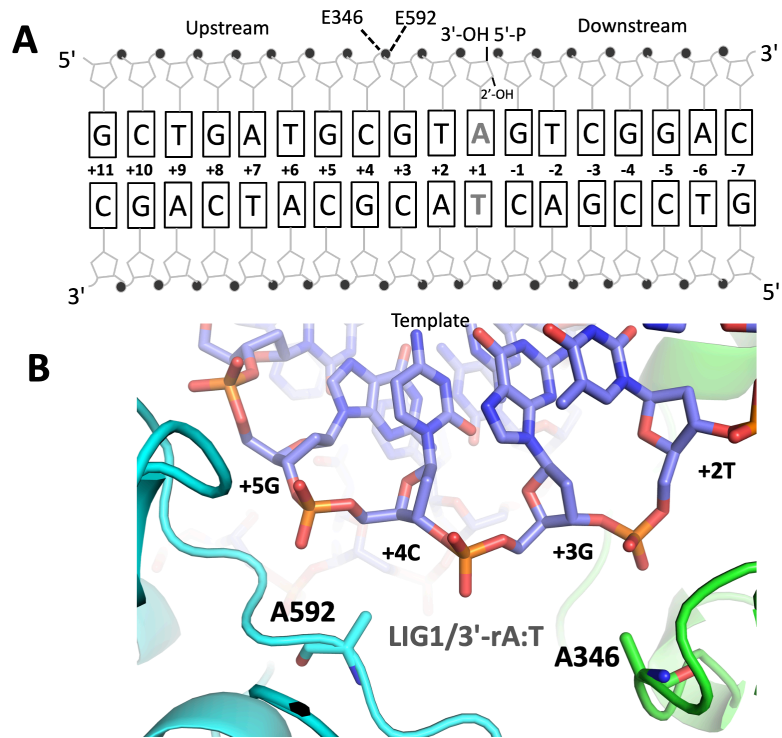 A
Upstream
E346
E592
3'-OH 5'-P
Downstream
5'
3'
2'-OH
G C T G A T G C G T A G T C G G A C
+11 +10 +9 +8 +7 +6 +5 +4 +3 +2 +1 -1 -2 -3 -4 -5 -6 -7
C G A C T A C G C A T C A G C C T G
3'
5'
Template
B
+5G
+4C
+3G
+2T
A592
LIG1/3'-rA:T
A346